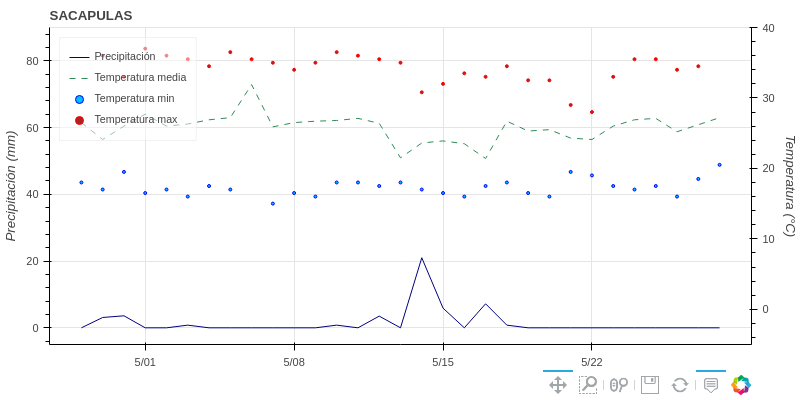 SACAPULAS
Precipitación
Temperatura media
Temperatura min
Temperatura max
Precipitación (mm)
80
60
40
20
0
Temperatura (°C)
40
30
20
10
0
5/01
5/08
5/15
5/22